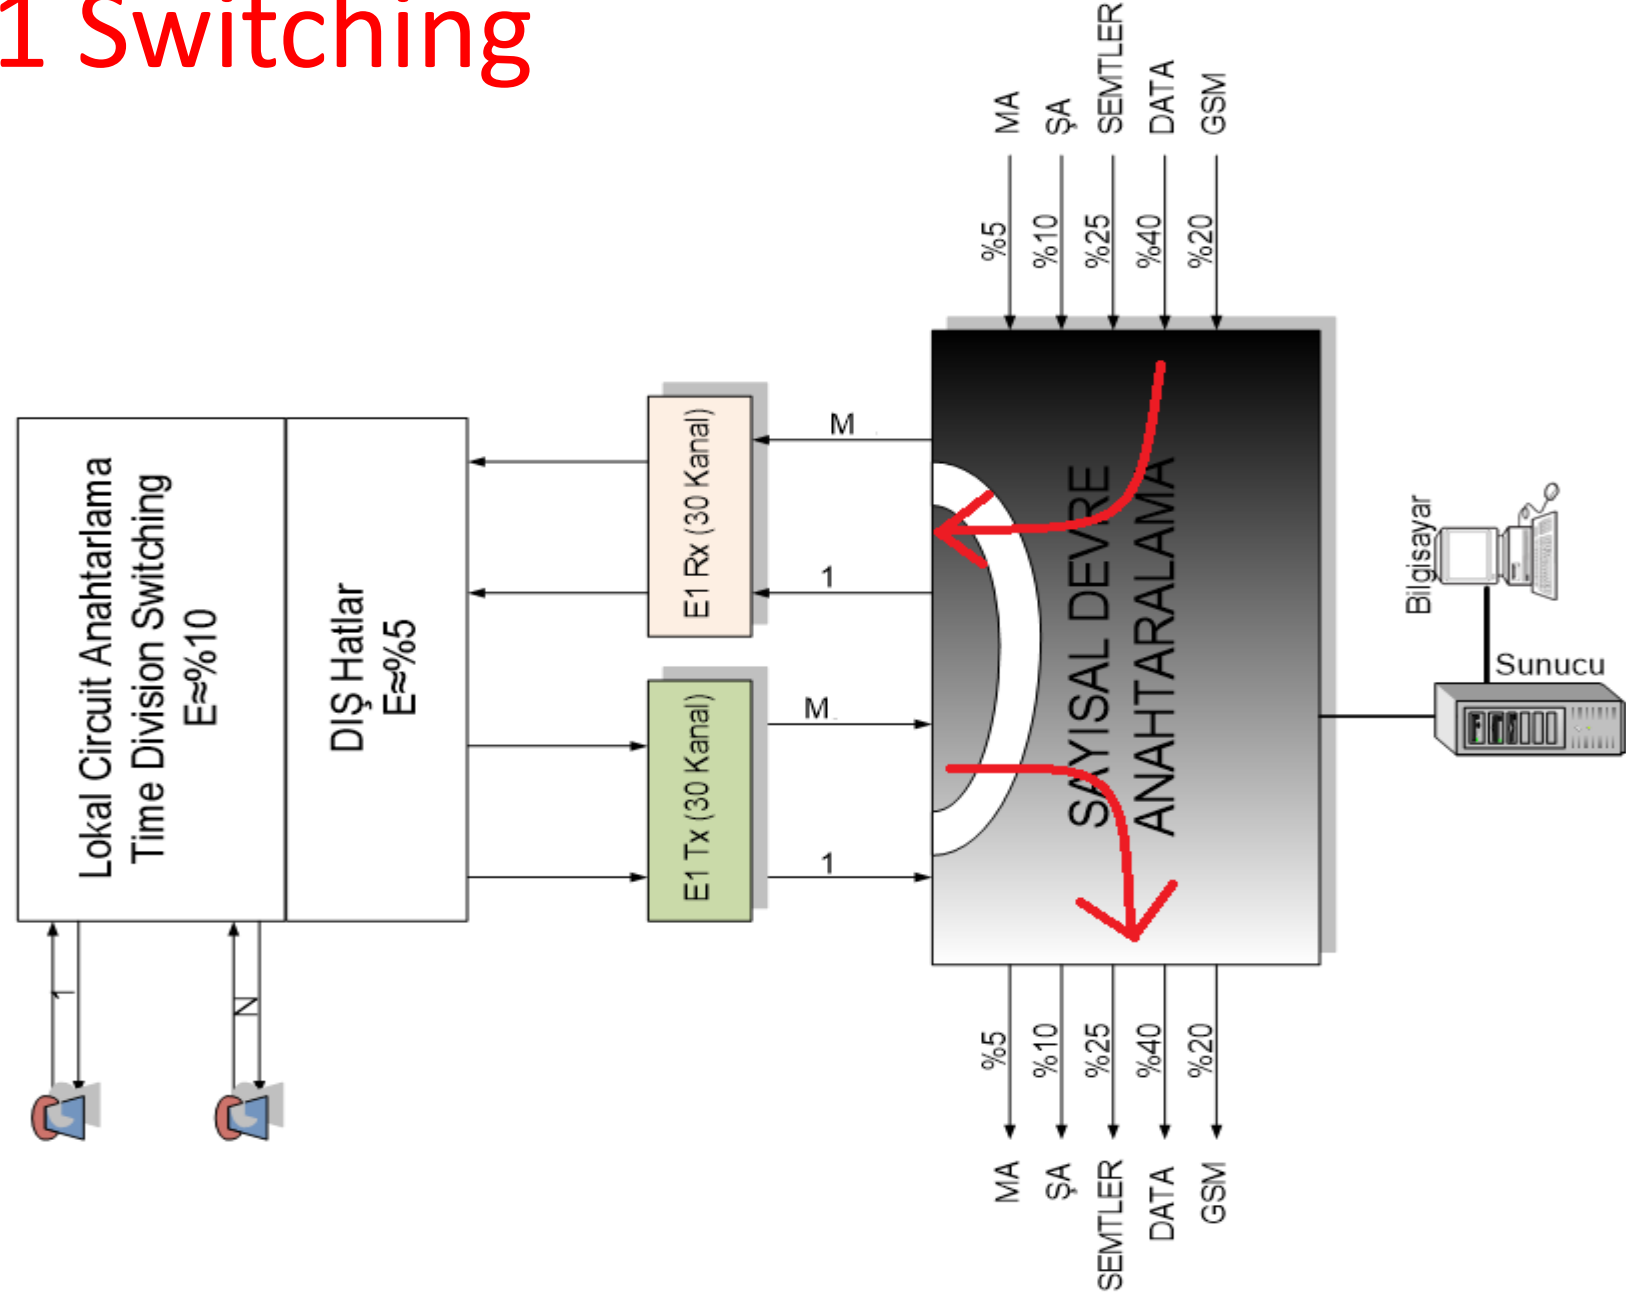 1 Switching
Lokal Circuit Anahtarlama
Time Division Switching
E≈%10
DIŞ Hatlar
E≈%5
1
N
E1 Rx (30 Kanal)
E1 Tx (30 Kanal)
M
1
M
1
MA
ŞA
SEMTLER
DATA
GSM
%5
%10
%25
%40
%20
SAYISAL DEVRE
ANAHTARALAMA
%5
%10
%25
%40
%20
MA
ŞA
SEMTLER
DATA
GSM
Bilgisayar
Sunucu